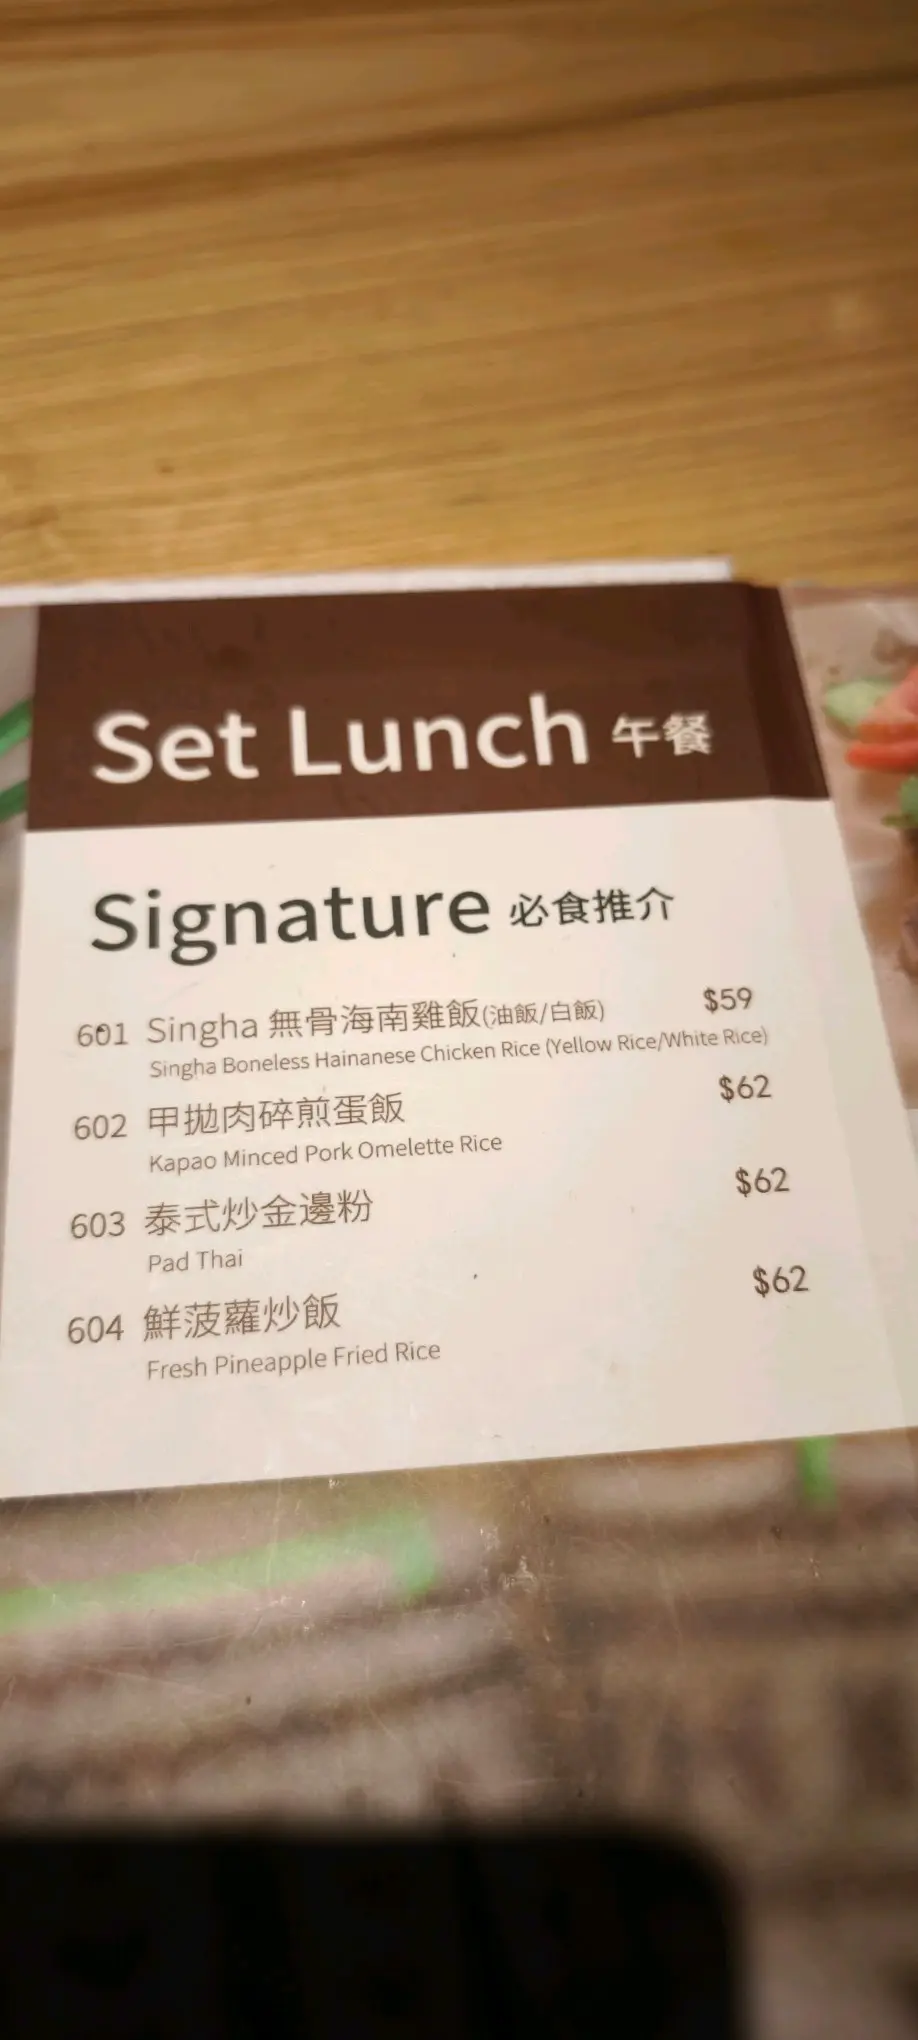 Set Lunch 午餐
Signature 必食推介
601 Singha 無骨海南雞飯(油飯/白飯) $59
Singha Boneless Hainanese Chicken Rice (Yellow Rice/White Rice)
602 甲拋肉碎煎蛋飯 $62
Kapao Minced Pork Omelette Rice
603 泰式炒金邊粉 $62
Pad Thai
604 鮮菠蘿炒飯 $62
Fresh Pineapple Fried Rice